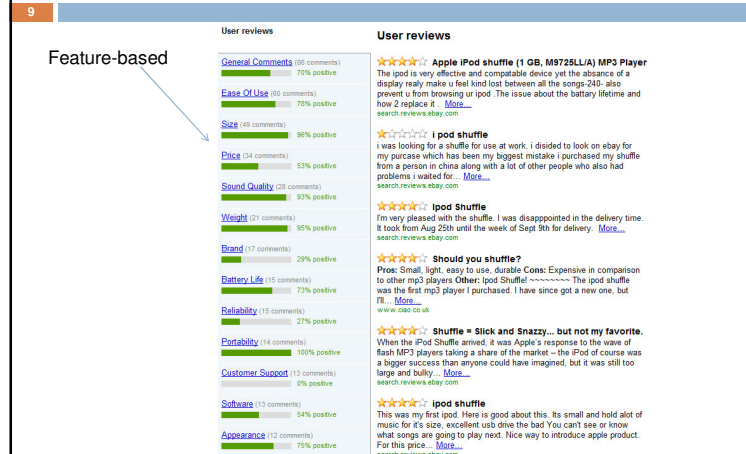 9
Feature-based
User reviews
General Comments (86 comments)
70% positive
Ease Of Use (60 comments)
78% positive
Size (49 comments)
96% positive
Price (34 comments)
53% positive
Sound Quality (28 comments)
93% positive
Weight (21 comments)
95% positive
Brand (17 comments)
29% positive
Battery Life (15 comments)
73% positive
Reliability (15 comments)
27% positive
Portability (14 comments)
100% positive
Customer Support (13 comments)
0% positive
Software (13 comments)
54% positive
Appearance (12 comments)
75% positive
User reviews
Apple iPod shuffle (1 GB, M9725LL/A) MP3 Player
The ipod is very effective and compatable device yet the absance of a
display realy make u feel kind lost between all the songs-240- also
prevent u from browsing ur ipod .The issue about the battary lifetime and
how 2 replace it . More...
search.reviews.ebay.com
i pod shuffle
i was looking for a shuffle for use at work. i disided to look on ebay for
my purcase which has been my biggest mistake i purchased my shuffle
from a person in china along with a lot of other people who also had
problems i waited for... More...
search.reviews.ebay.com
Ipod Shuffle
I'm very pleased with the shuffle. I was disapppointed in the delivery time.
It took from Aug 25th until the week of Sept 9th for delivery. More...
search.reviews.ebay.com
Should you shuffle?
Pros: Small, light, easy to use, durable Cons: Expensive in comparison
to other mp3 players Other: Ipod Shuffle! ~~~~~~~~ The ipod shuffle
was the first mp3 player I purchased. I have since got a new one, but
I'll... More...
www.ciao.co.uk
Shuffle = Slick and Snazzy... but not my favorite.
When the iPod Shuffle arrived, it was Apple's response to the wave of
flash MP3 players taking a share of the market – the iPod of course was
a bigger success than anyone could have imagined, but it was still too
large and bulky... More...
search.reviews.ebay.com
ipod shuffle
This was my first ipod. Here is good about this. Its small and hold alot of
music for it's size, excellent usb drive the bad You can't see or know
what songs are going to play next. Nice way to introduce apple product.
For this price... More...
search.reviews.ebay.com